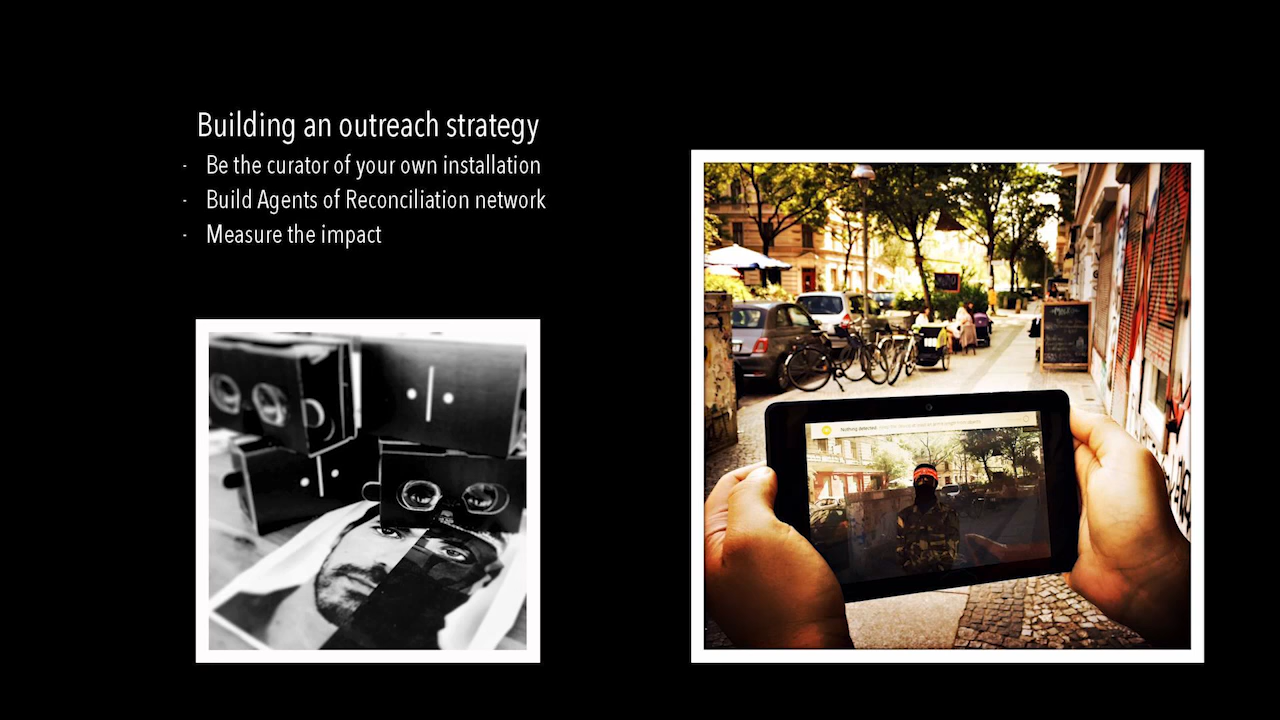 Building an outreach strategy
- Be the curator of your own installation
- Build Agents of Reconciliation network
- Measure the impact
Nothing detected